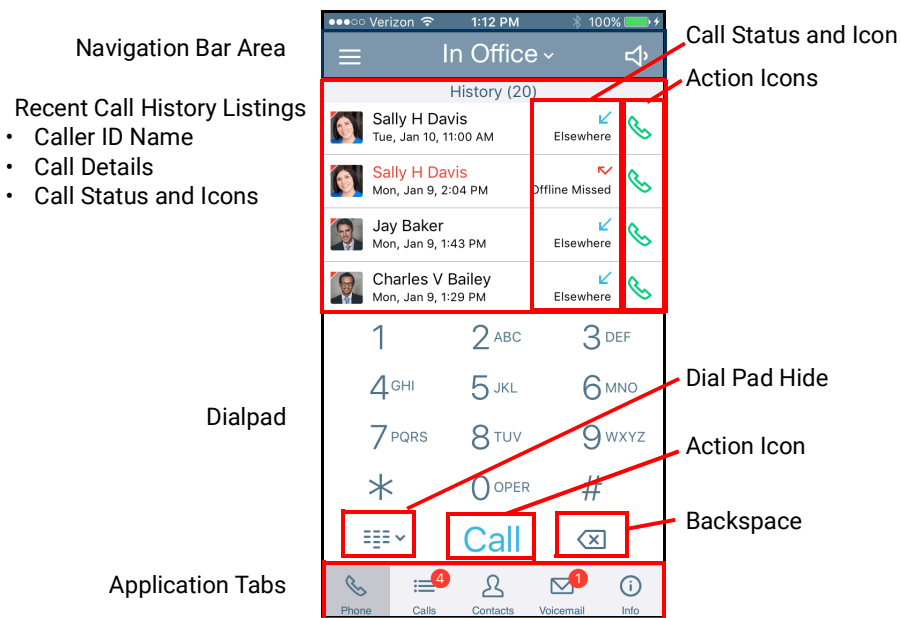 Verizon 1:12 PM 100%
Navigation Bar Area
In Office
Call Status and Icon
Action Icons
History (20)
Recent Call History Listings
• Caller ID Name
• Call Details
• Call Status and Icons
Sally H Davis
Tue, Jan 10, 11:00 AM
Elsewhere
Sally H Davis
Mon, Jan 9, 2:04 PM
Offline Missed
Jay Baker
Mon, Jan 9, 1:43 PM
Elsewhere
Charles V Bailey
Mon, Jan 9, 1:29 PM
Elsewhere
1 2 ABC 3 DEF
4 GHI 5 JKL 6 MNO
7 PQRS 8 TUV 9 WXYZ
* 0 OPER #
Dialpad
Dial Pad Hide
Action Icon
Backspace
Call
Application Tabs
4 1
Phone Calls Contacts Voicemail Info